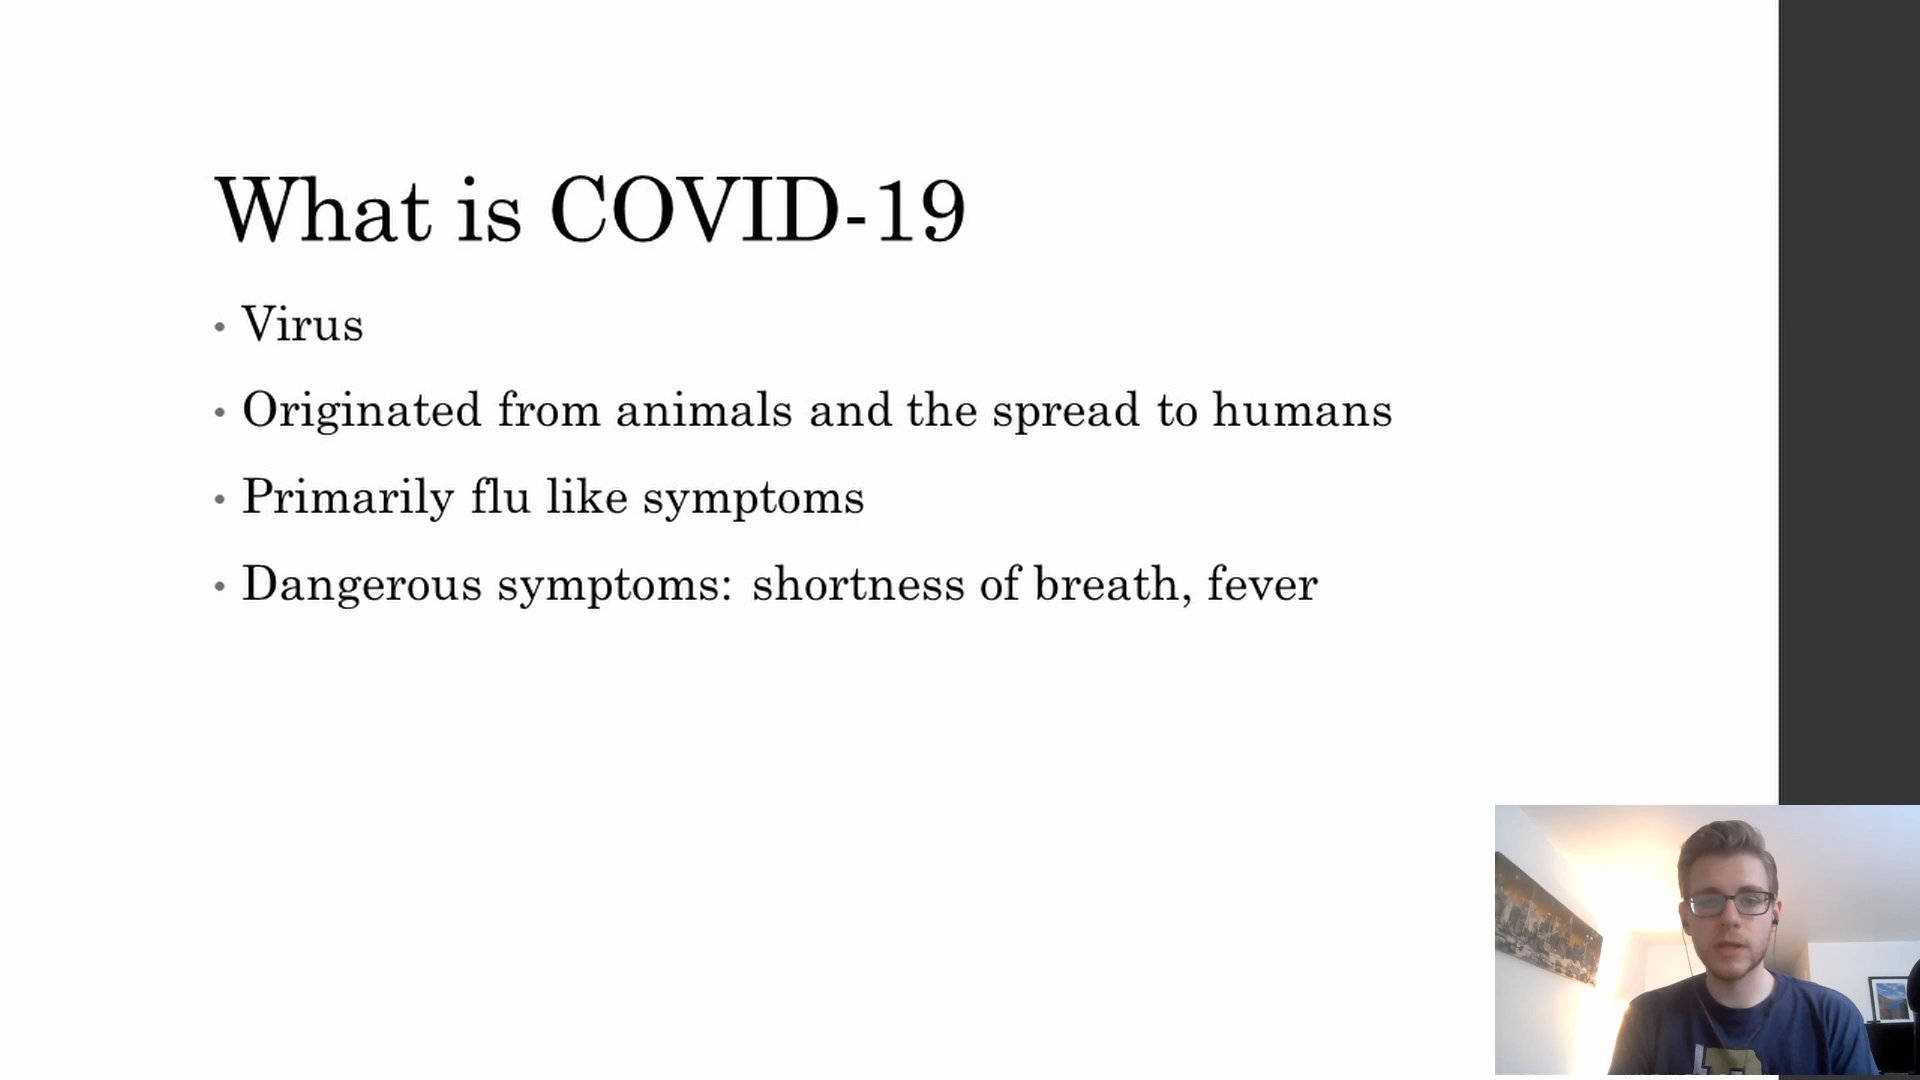 What is COVID-19
• Virus
• Originated from animals and the spread to humans
• Primarily flu like symptoms
• Dangerous symptoms: shortness of breath, fever